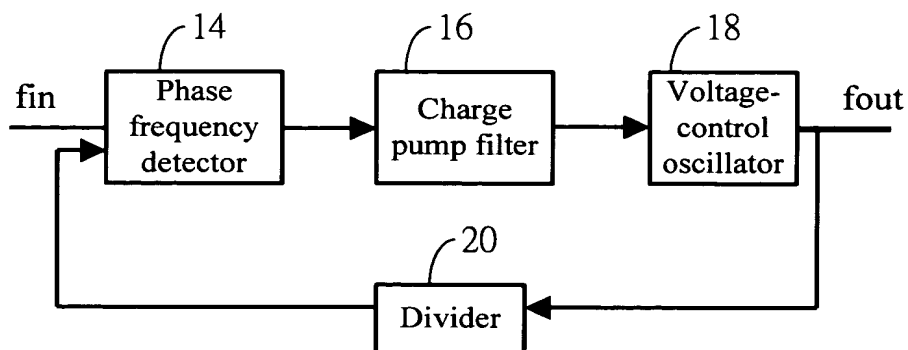 14
16
18
fin
Phase
frequency
detector
Charge
pump filter
Voltage-
control
oscillator
fout
20
Divider